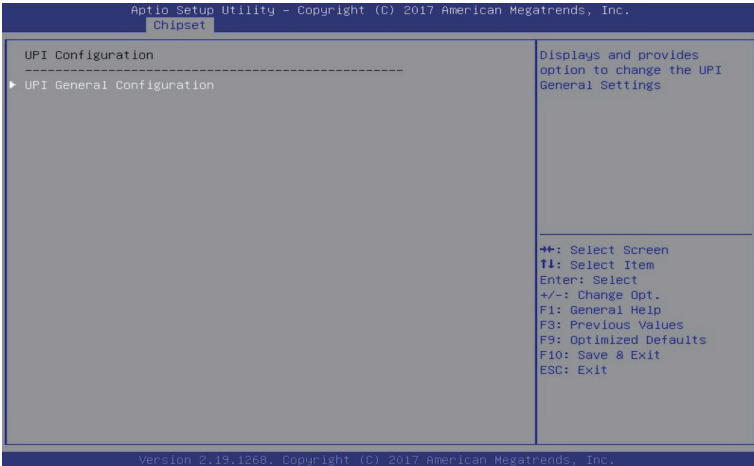 Aptio Setup Utility – Copyright (C) 2017 American Megatrends, Inc.
Chipset
UPI Configuration
--------------------------------------------------
► UPI General Configuration
Displays and provides
option to change the UPI
General Settings
→←: Select Screen
↑↓: Select Item
Enter: Select
+/-: Change Opt.
F1: General Help
F3: Previous Values
F9: Optimized Defaults
F10: Save & Exit
ESC: Exit
Version 2.19.1268. Copyright (C) 2017 American Megatrends, Inc.